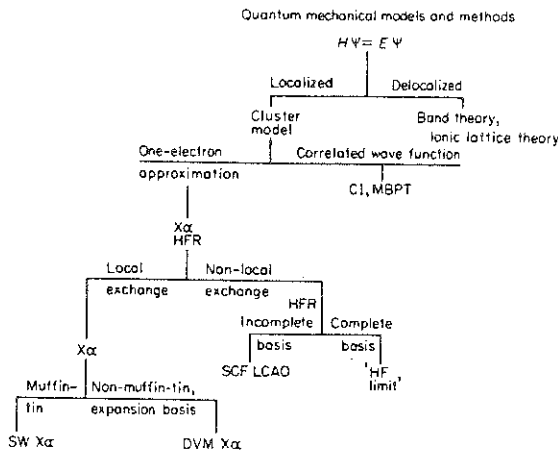 Quantum mechanical models and methods
HΨ = EΨ
Localized
Delocalized
Cluster
model
Band theory,
Ionic lattice theory
One-electron
approximation
Correlated wave function
CI, MBPT
Xα
HFR
Local
exchange
Non-local
exchange
HFR
Incomplete
basis
Complete
basis
Xα
SCF LCAO
'HF
limit'
Muffin-
tin
Non-muffin-tin,
expansion basis
SW Xα
DVM Xα